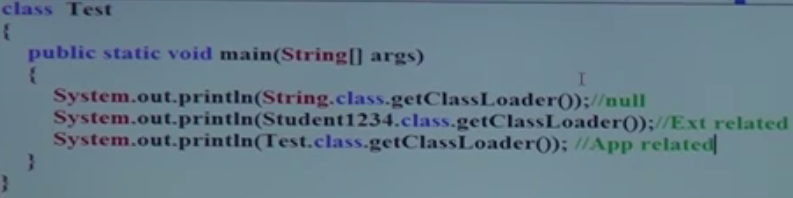 class Test
{
public static void main(String[] args)
{
System.out.println(String.class.getClassLoader());//null
System.out.println(Student1234.class.getClassLoader());//Ext related
System.out.println(Test.class.getClassLoader()); //App related
}
}